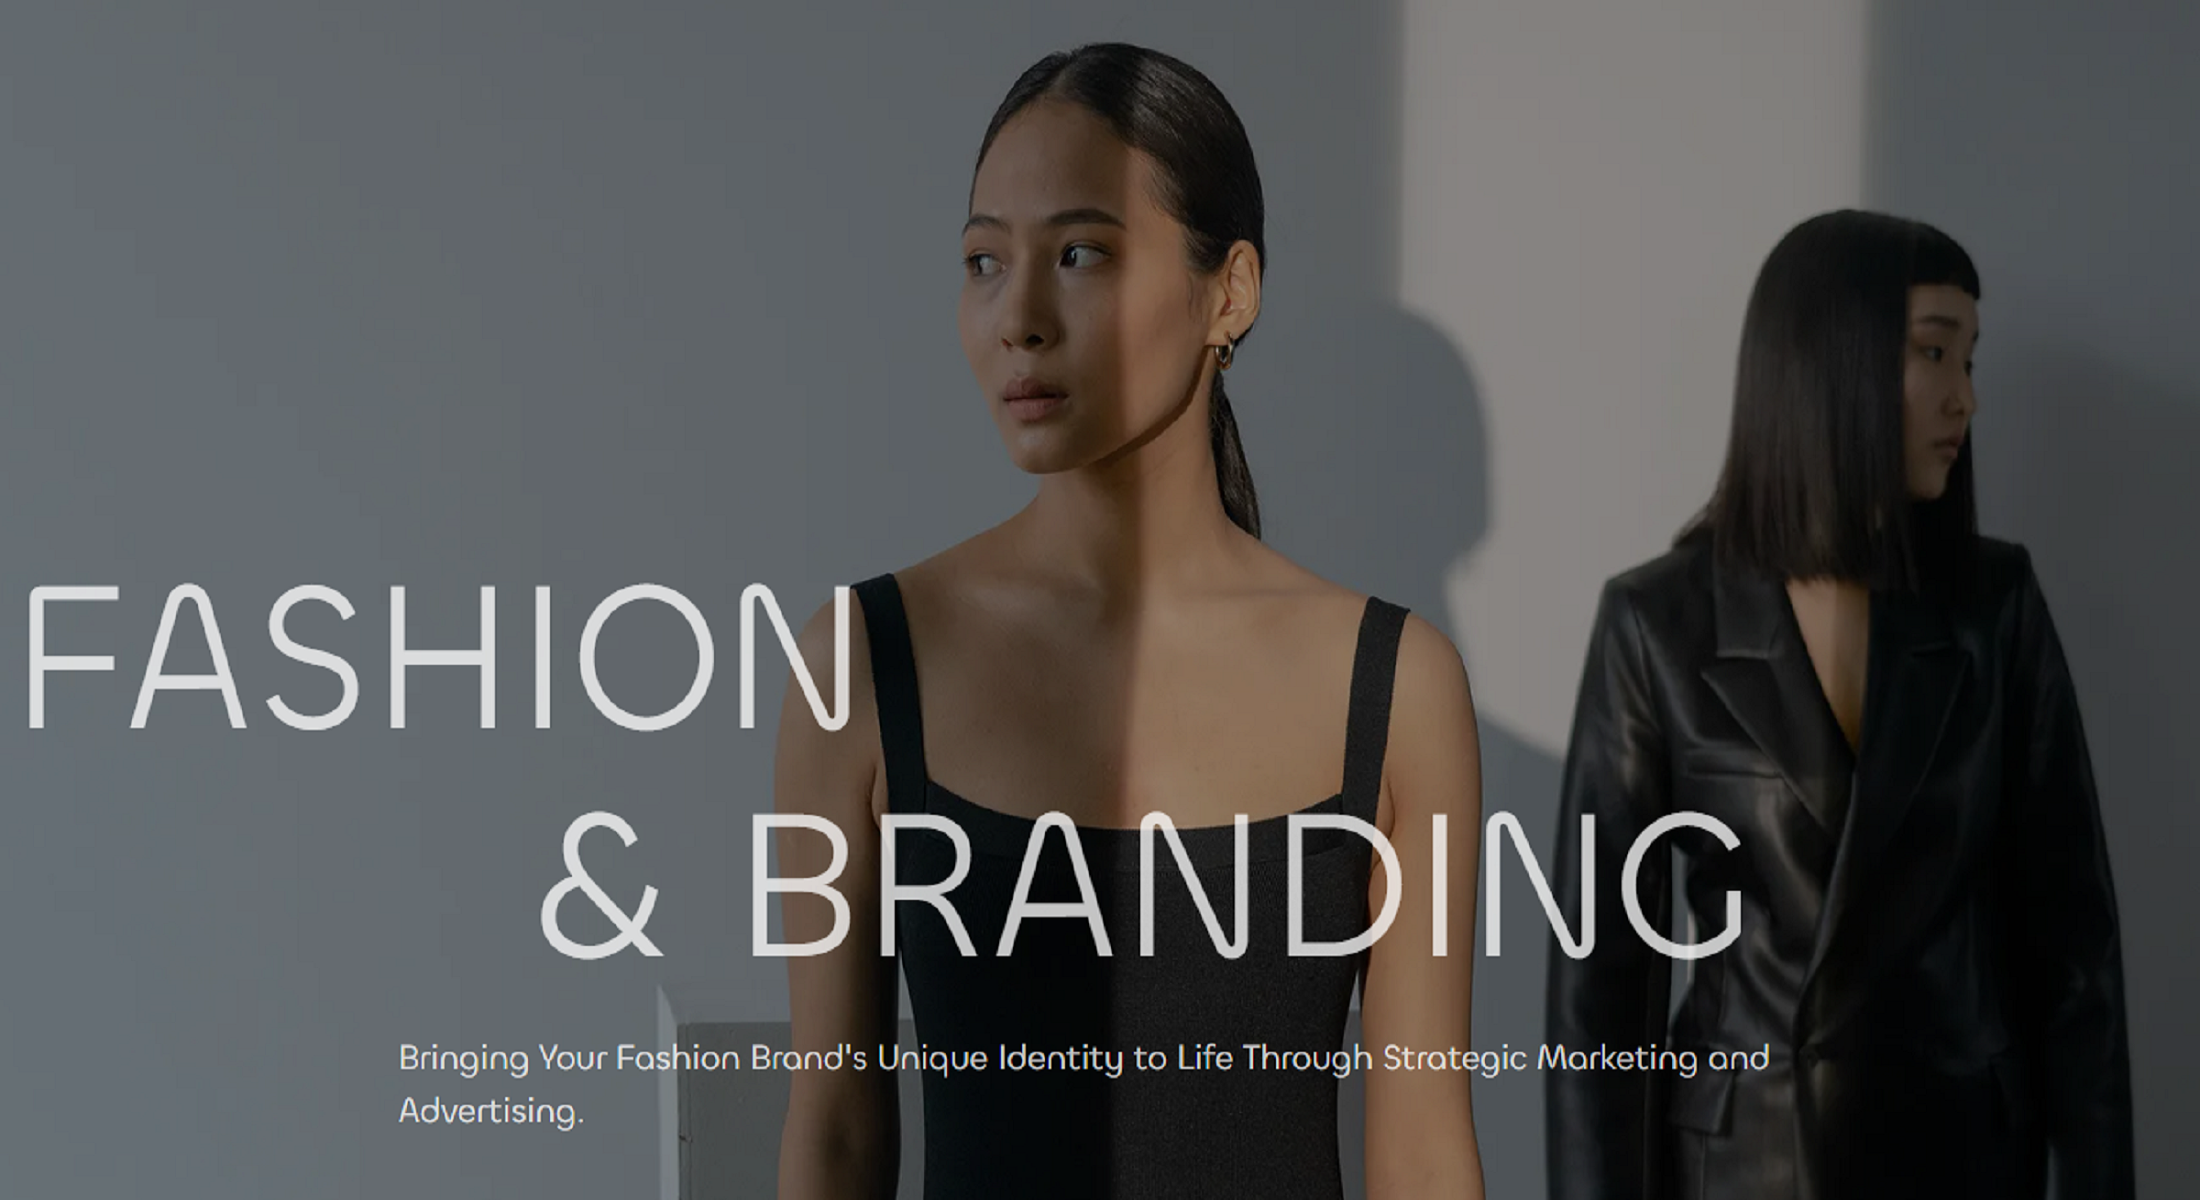 FASHION
& BRANDING
Bringing Your Fashion Brand's Unique Identity to Life Through Strategic Marketing and
Advertising.